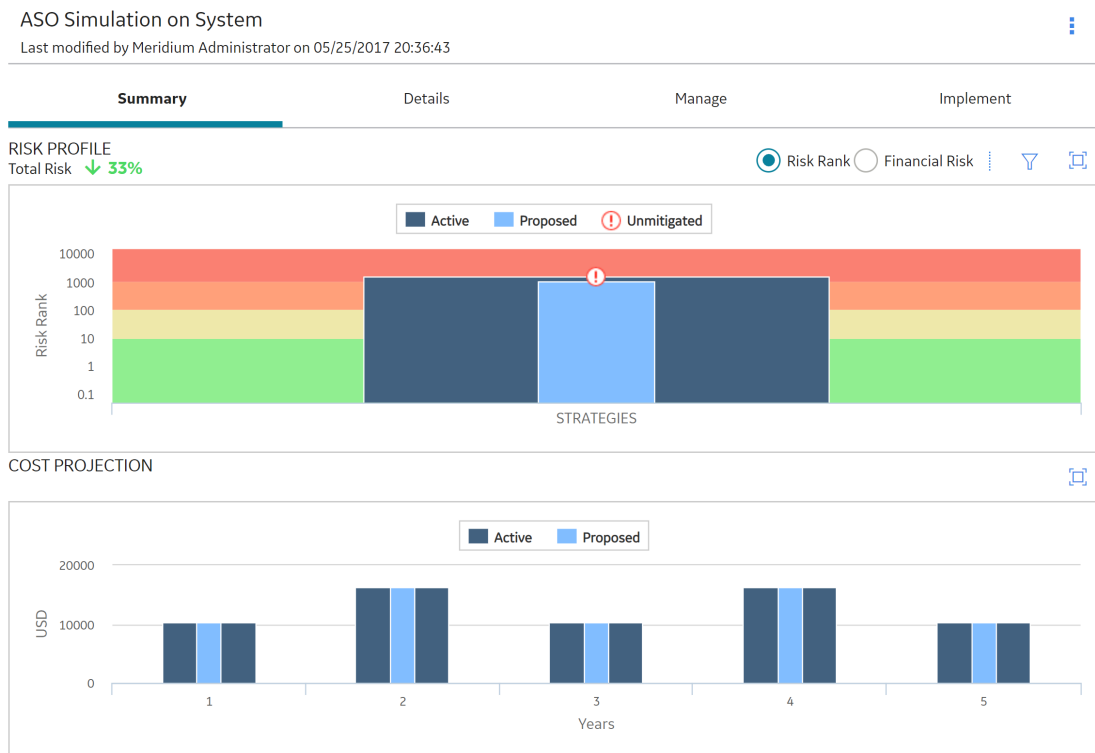 ASO Simulation on System
Last modified by Meridium Administrator on 05/25/2017 20:36:43
Summary Details Manage Implement
RISK PROFILE
Total Risk 33%
Risk Rank Financial Risk
Active Proposed Unmitigated
10000
1000
100
10
1
0.1
Risk Rank
STRATEGIES
COST PROJECTION
Active Proposed
20000
10000
0
USD
1 2 3 4 5
Years